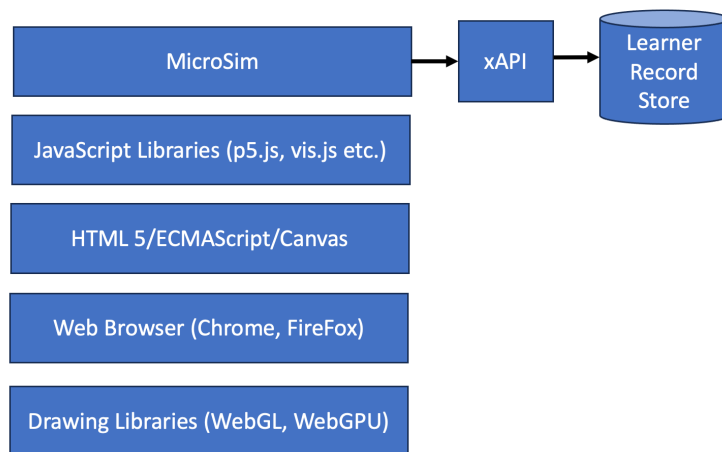 MicroSim
xAPI
Learner
Record
Store
JavaScript Libraries (p5.js, vis.js etc.)
HTML 5/ECMAScript/Canvas
Web Browser (Chrome, FireFox)
Drawing Libraries (WebGL, WebGPU)